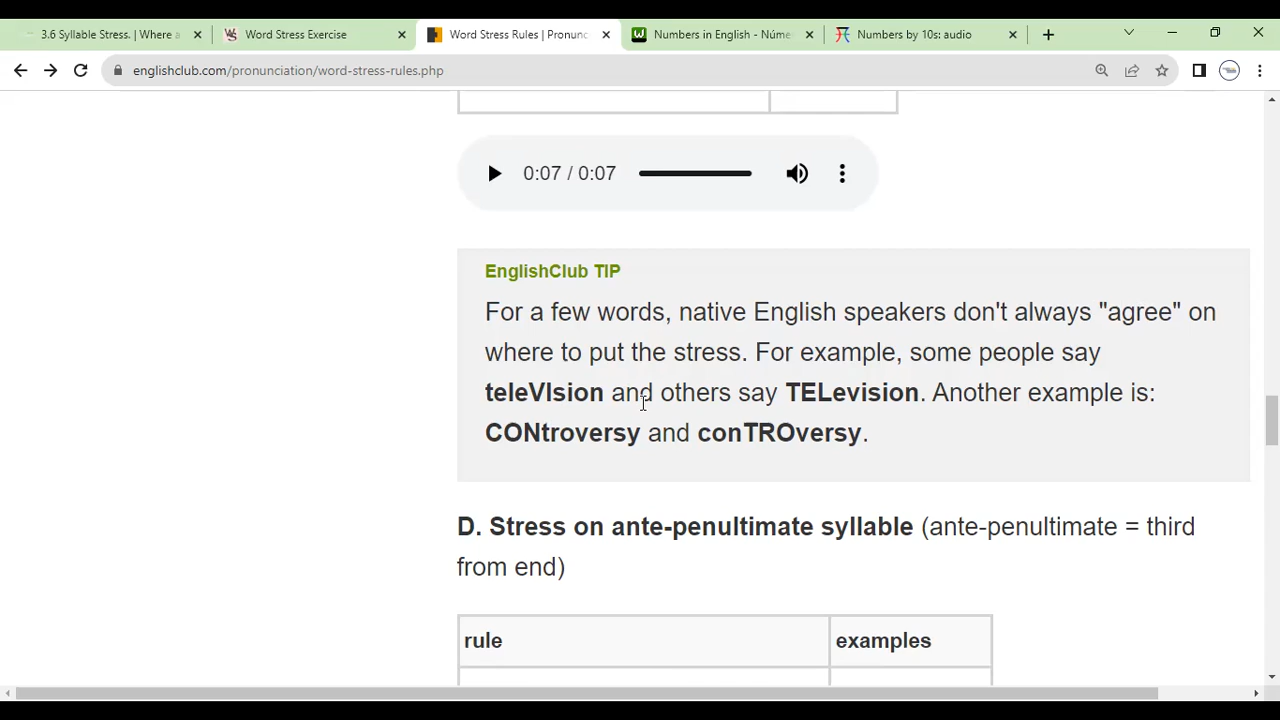 3.6 Syllable Stress. | Where a
Word Stress Exercise
Word Stress Rules | Pronunc
Numbers in English - Núme
Numbers by 10s: audio
englishclub.com/pronunciation/word-stress-rules.php
0:07 / 0:07
EnglishClub TIP
For a few words, native English speakers don't always "agree" on
where to put the stress. For example, some people say
teleVIsion and others say TELevision. Another example is:
CONtroversy and conTROversy.
D. Stress on ante-penultimate syllable (ante-penultimate = third
from end)
rule
examples